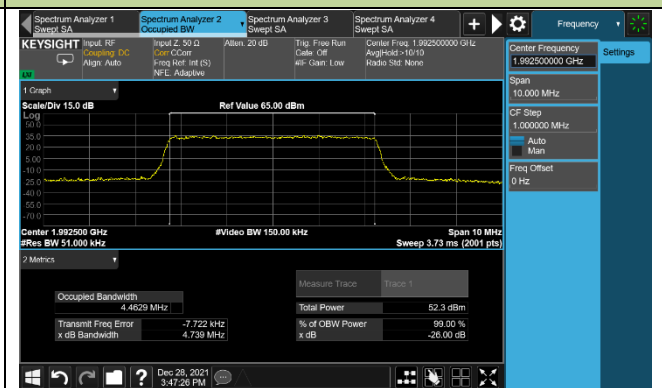 Spectrum Analyzer 1
Swept SA
Spectrum Analyzer 2
Occupied BW
Spectrum Analyzer 3
Swept SA
Spectrum Analyzer 4
Swept SA
Frequency
KEYSIGHT
Input: RF
Coupling: DC
Align: Auto
Input Z: 50 Ω
Corr CCorr
Freq Ref: Int (S)
NFE: Adaptive
Atten: 20 dB
Trig: Free Run
Gate: Off
#IF Gain: Low
Center Freq: 1.992500000 GHz
Avg|Hold:>10/10
Radio Std: None
Center Frequency
1.992500000 GHz
Settings
Span
10.000 MHz
CF Step
1.000000 MHz
Auto
Man
Freq Offset
0 Hz
1 Graph
Scale/Div 15.0 dB
Ref Value 65.00 dBm
Log
50.0
35.0
20.0
5.00
-10.0
-25.0
-40.0
-55.0
-70.0
Center 1.992500 GHz
#Video BW 150.00 kHz
Span 10 MHz
#Res BW 51.000 kHz
Sweep 3.73 ms (2001 pts)
2 Metrics
Measure Trace
Trace 1
Occupied Bandwidth
4.4629 MHz
Total Power
52.3 dBm
Transmit Freq Error
-7.722 kHz
% of OBW Power
99.00 %
x dB Bandwidth
4.739 MHz
x dB
-26.00 dB
?
Dec 28, 2021
3:47:26 PM